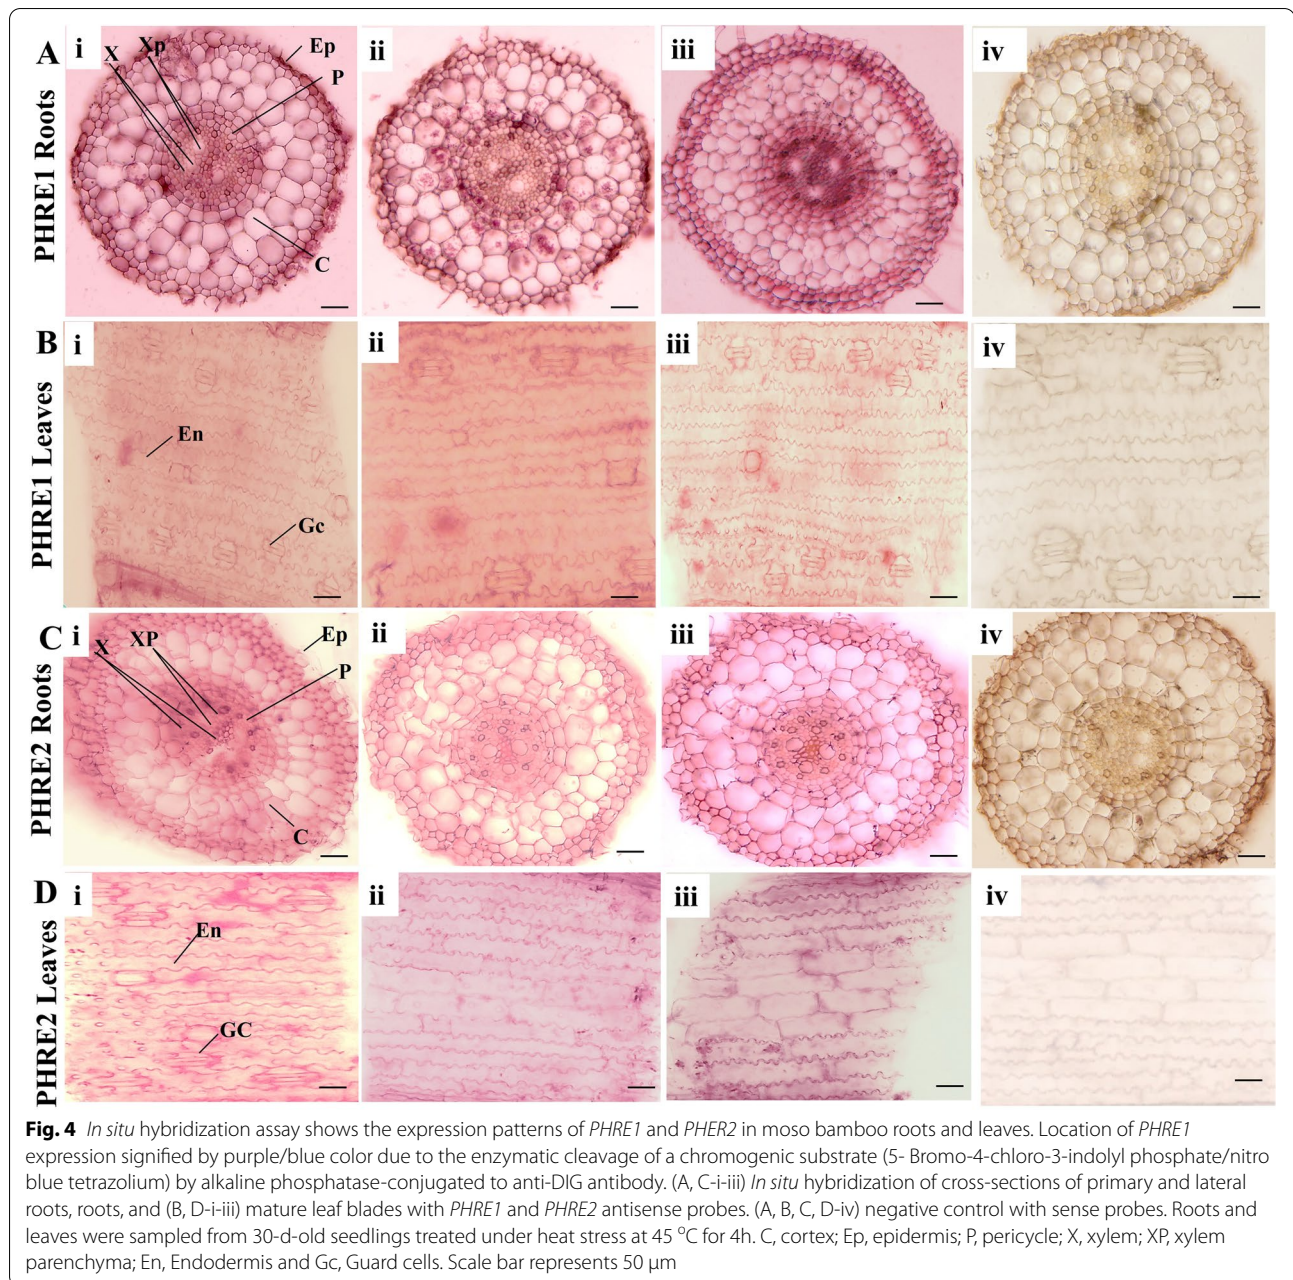 A
i
X
Xp
Ep
P
C
ii
iii
iv
PHRE1 Roots
B
i
En
Gc
ii
iii
iv
PHRE1 Leaves
C
i
X
XP
Ep
P
C
ii
iii
iv
PHRE2 Roots
D
i
En
GC
ii
iii
iv
PHRE2 Leaves
Fig. 4 In situ hybridization assay shows the expression patterns of PHRE1 and PHER2 in moso bamboo roots and leaves. Location of PHRE1
expression signified by purple/blue color due to the enzymatic cleavage of a chromogenic substrate (5- Bromo-4-chloro-3-indolyl phosphate/nitro
blue tetrazolium) by alkaline phosphatase-conjugated to anti-DIG antibody. (A, C-i-iii) In situ hybridization of cross-sections of primary and lateral
roots, roots, and (B, D-i-iii) mature leaf blades with PHRE1 and PHRE2 antisense probes. (A, B, C, D-iv) negative control with sense probes. Roots and
leaves were sampled from 30-d-old seedlings treated under heat stress at 45 °C for 4h. C, cortex; Ep, epidermis; P, pericycle; X, xylem; XP, xylem
parenchyma; En, Endodermis and Gc, Guard cells. Scale bar represents 50 μm